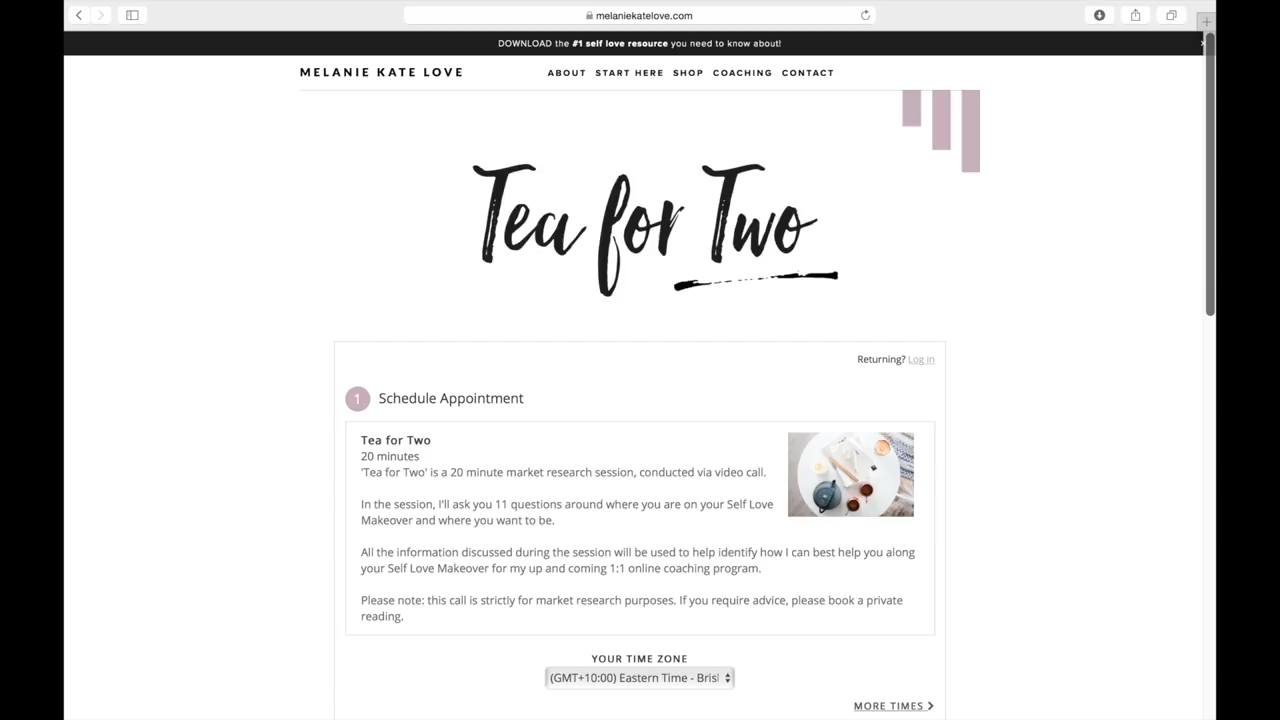 melaniekatelove.com
DOWNLOAD the #1 self love resource you need to know about!
MELANIE KATE LOVE
ABOUT START HERE SHOP COACHING CONTACT
Tea for Two
Returning? Log in
1 Schedule Appointment
Tea for Two
20 minutes
'Tea for Two' is a 20 minute market research session, conducted via video call.
In the session, I'll ask you 11 questions around where you are on your Self Love
Makeover and where you want to be.
All the information discussed during the session will be used to help identify how I can best help you along
your Self Love Makeover for my up and coming 1:1 online coaching program.
Please note: this call is strictly for market research purposes. If you require advice, please book a private
reading.
YOUR TIME ZONE
(GMT+10:00) Eastern Time - Bris
MORE TIMES